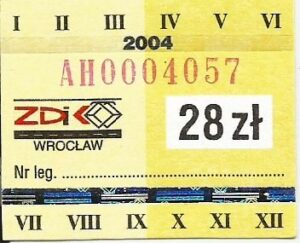 I II III IV V VI
2004
AH0004057
ZDiK
WROCŁAW
28 zł
Nr leg. ........................................
VII VIII IX X XI XII